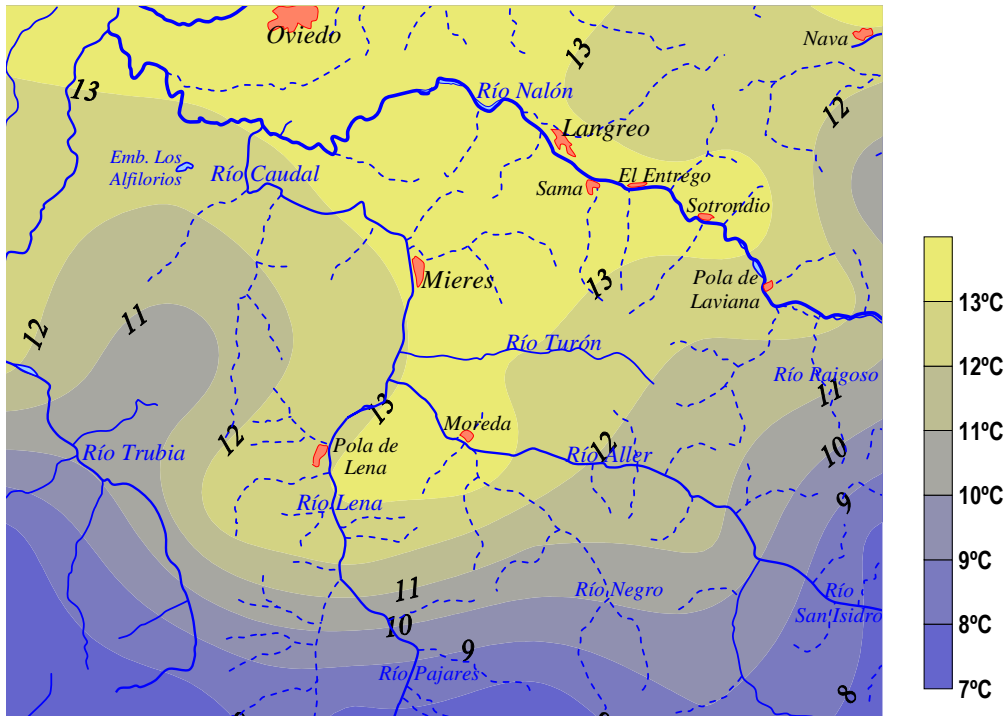 Oviedo
Nava
13
13
12
Río Nalón
Langreo
Emb. Los
Alfilorios
Río Caudal
Sama
El Entrego
Sotrondio
Mieres
13
Pola de
Laviana
13ºC
12
11
Río Turón
Río Raigoso
12ºC
11
13
Moreda
12
Pola de
Lena
12
Río Aller
10
11ºC
Río Trubia
Río Lena
9
10ºC
9ºC
11
Río Negro
Río
San Isidro
10
8ºC
9
Río Pajares
8
7ºC